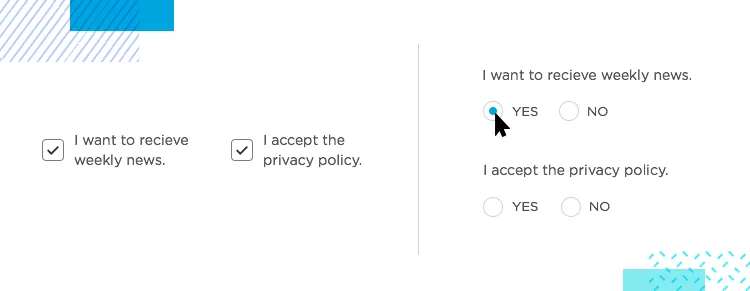 I want to recieve
weekly news.
I accept the
privacy policy.
I want to recieve weekly news.
YES NO
I accept the privacy policy.
YES NO